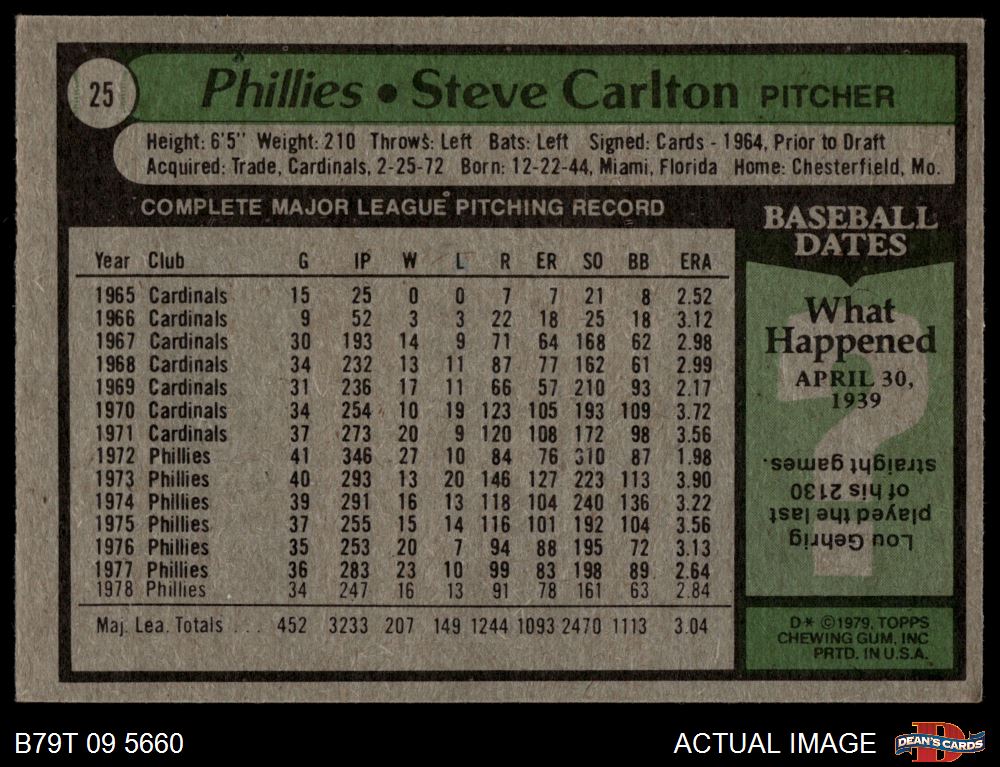 25
Phillies • Steve Carlton PITCHER
Height: 6'5" Weight: 210 Throws: Left Bats: Left Signed: Cards - 1964, Prior to Draft
Acquired: Trade, Cardinals, 2-25-72 Born: 12-22-44, Miami, Florida Home: Chesterfield, Mo.
COMPLETE MAJOR LEAGUE PITCHING RECORD
Year Club G IP W L R ER SO BB ERA
1965 Cardinals 15 25 0 0 7 7 21 8 2.52
1966 Cardinals 9 52 3 3 22 18 25 18 3.12
1967 Cardinals 30 193 14 9 71 64 168 62 2.98
1968 Cardinals 34 232 13 11 87 77 162 61 2.99
1969 Cardinals 31 236 17 11 66 57 210 93 2.17
1970 Cardinals 34 254 10 19 123 105 193 109 3.72
1971 Cardinals 37 273 20 9 120 108 172 98 3.56
1972 Phillies 41 346 27 10 84 76 310 87 1.98
1973 Phillies 40 293 13 20 146 127 223 113 3.90
1974 Phillies 39 291 16 13 118 104 240 136 3.22
1975 Phillies 37 255 15 14 116 101 192 104 3.56
1976 Phillies 35 253 20 7 94 88 195 72 3.13
1977 Phillies 36 283 23 10 99 83 198 89 2.64
1978 Phillies 34 247 16 13 91 78 161 63 2.84
Maj. Lea. Totals . . . 452 3233 207 149 1244 1093 2470 1113 3.04
BASEBALL
DATES
What
Happened
APRIL 30,
1939
Lou Gehrig
played the last
of his 2130
straight games.
D* ©1979, TOPPS
CHEWING GUM, INC
PRTD. IN U.S.A.
B79T 09 5660
ACTUAL IMAGE
D
DEAN'S CARDS